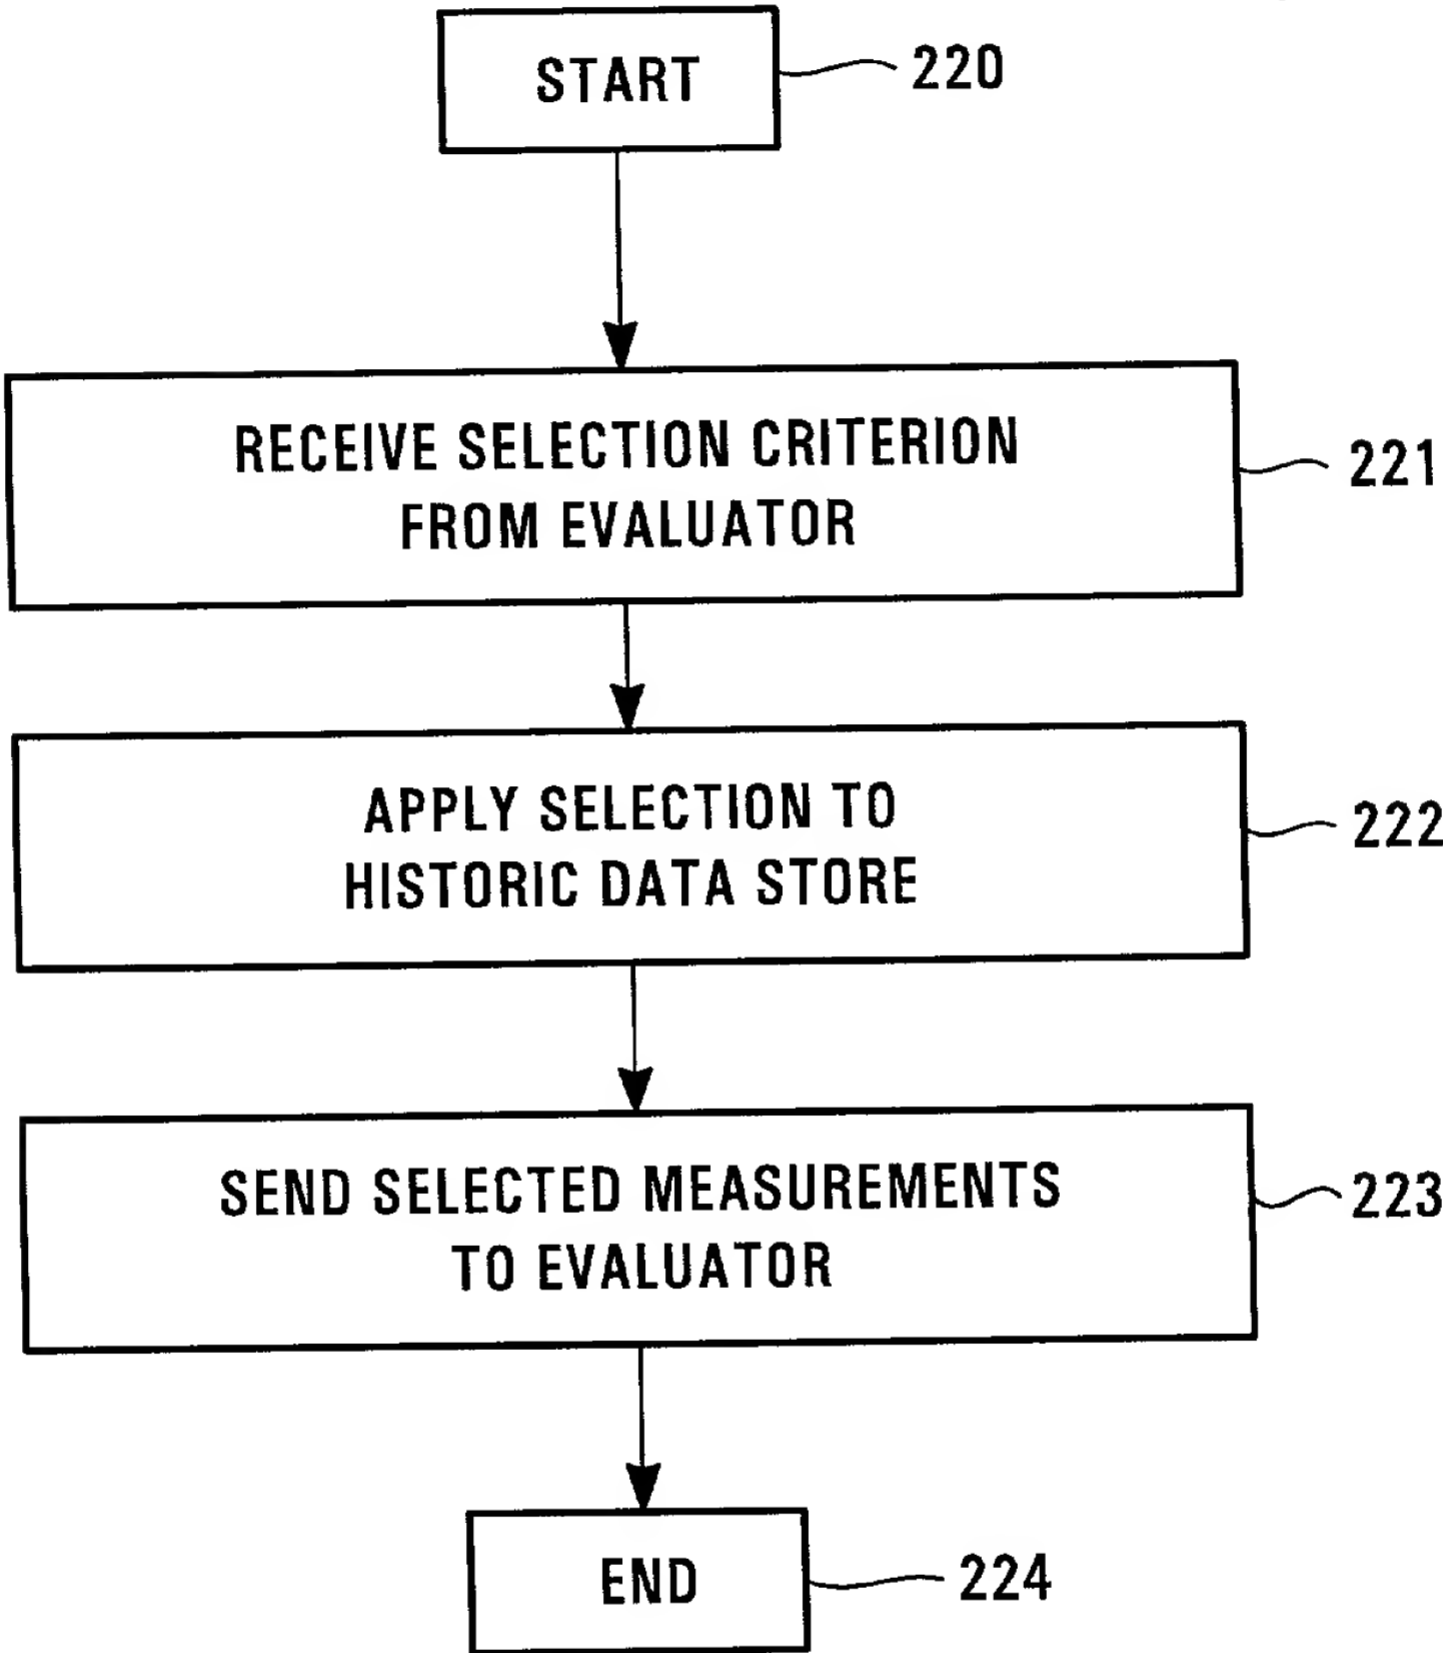 START
220
RECEIVE SELECTION CRITERION
FROM EVALUATOR
221
APPLY SELECTION TO
HISTORIC DATA STORE
222
SEND SELECTED MEASUREMENTS
TO EVALUATOR
223
END
224